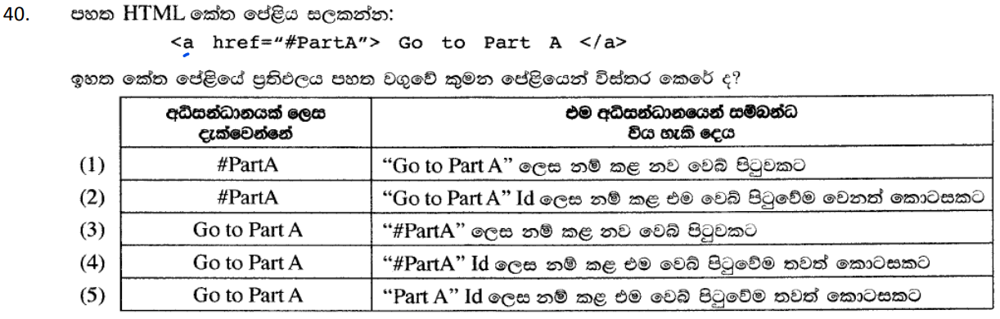 40. පහත HTML කේත පේළිය සලකන්න:
<a href="#PartA"> Go to Part A </a>
ඉහත කේත පේළියේ ප්‍රතිඵලය පහත වගුවේ කුමන පේළියෙන් විස්තර කෙරේ ද?
අධිසන්ධානයක් ලෙස දැක්වෙන්නේ එම අධිසන්ධානයෙන් සම්බන්ධ විය හැකි දෙය
(1) #PartA “Go to Part A” ලෙස නම් කළ නව වෙබ් පිටුවකට
(2) #PartA “Go to Part A” Id ලෙස නම් කළ එම වෙබ් පිටුවේම වෙනත් කොටසකට
(3) Go to Part A “#PartA” ලෙස නම් කළ නව වෙබ් පිටුවකට
(4) Go to Part A “#PartA” Id ලෙස නම් කළ එම වෙබ් පිටුවේම තවත් කොටසකට
(5) Go to Part A “Part A” Id ලෙස නම් කළ එම වෙබ් පිටුවේම තවත් කොටසකට